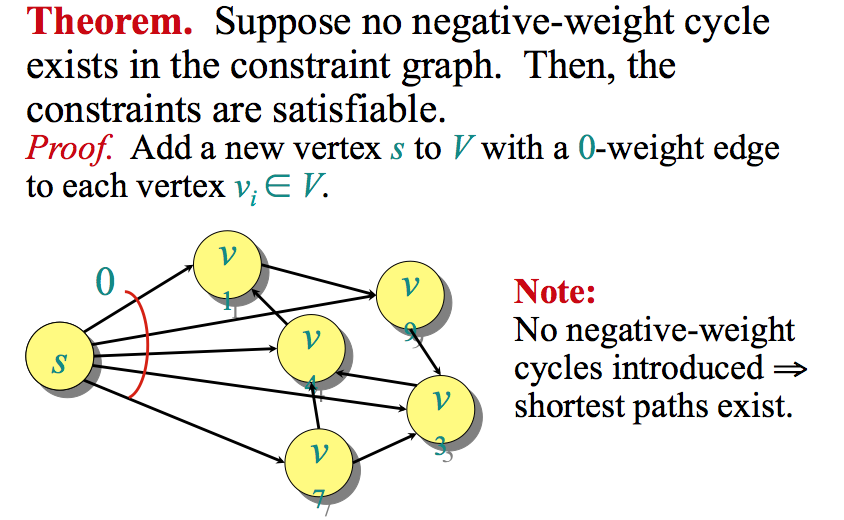 Theorem. Suppose no negative-weight cycle
exists in the constraint graph. Then, the
constraints are satisfiable.
Proof. Add a new vertex s to V with a 0-weight edge
to each vertex vᵢ ∈ V.
0
v
1
v
9
v
4
s
v
3
v
7
Note:
No negative-weight
cycles introduced ⇒
shortest paths exist.